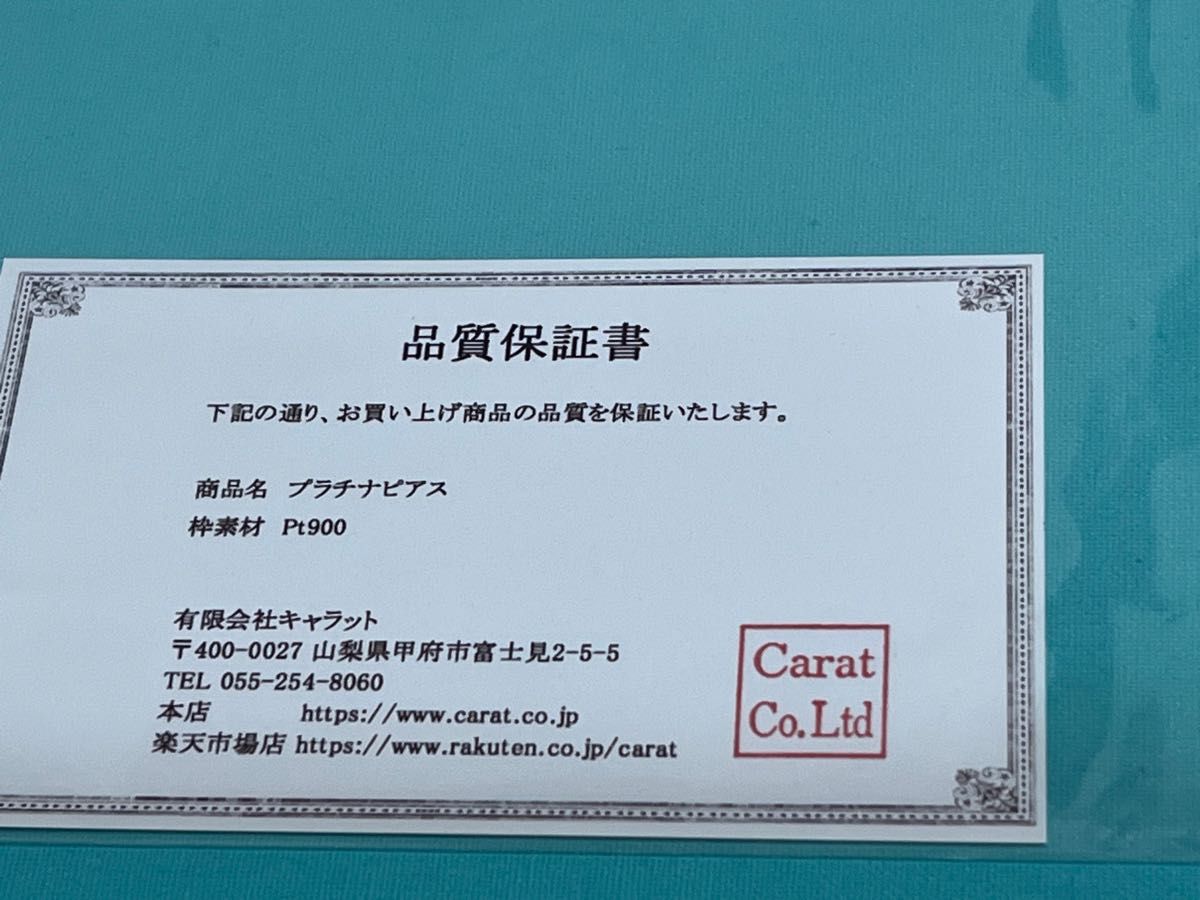 品質保証書
下記の通り、お買い上げ商品の品質を保証いたします。
商品名 プラチナピアス
枠素材 Pt900
有限会社キャラット
〒400-0027 山梨県甲府市富士見2-5-5
TEL 055-254-8060
本店 https://www.carat.co.jp
楽天市場店 https://www.rakuten.co.jp/carat
Carat
Co.Ltd